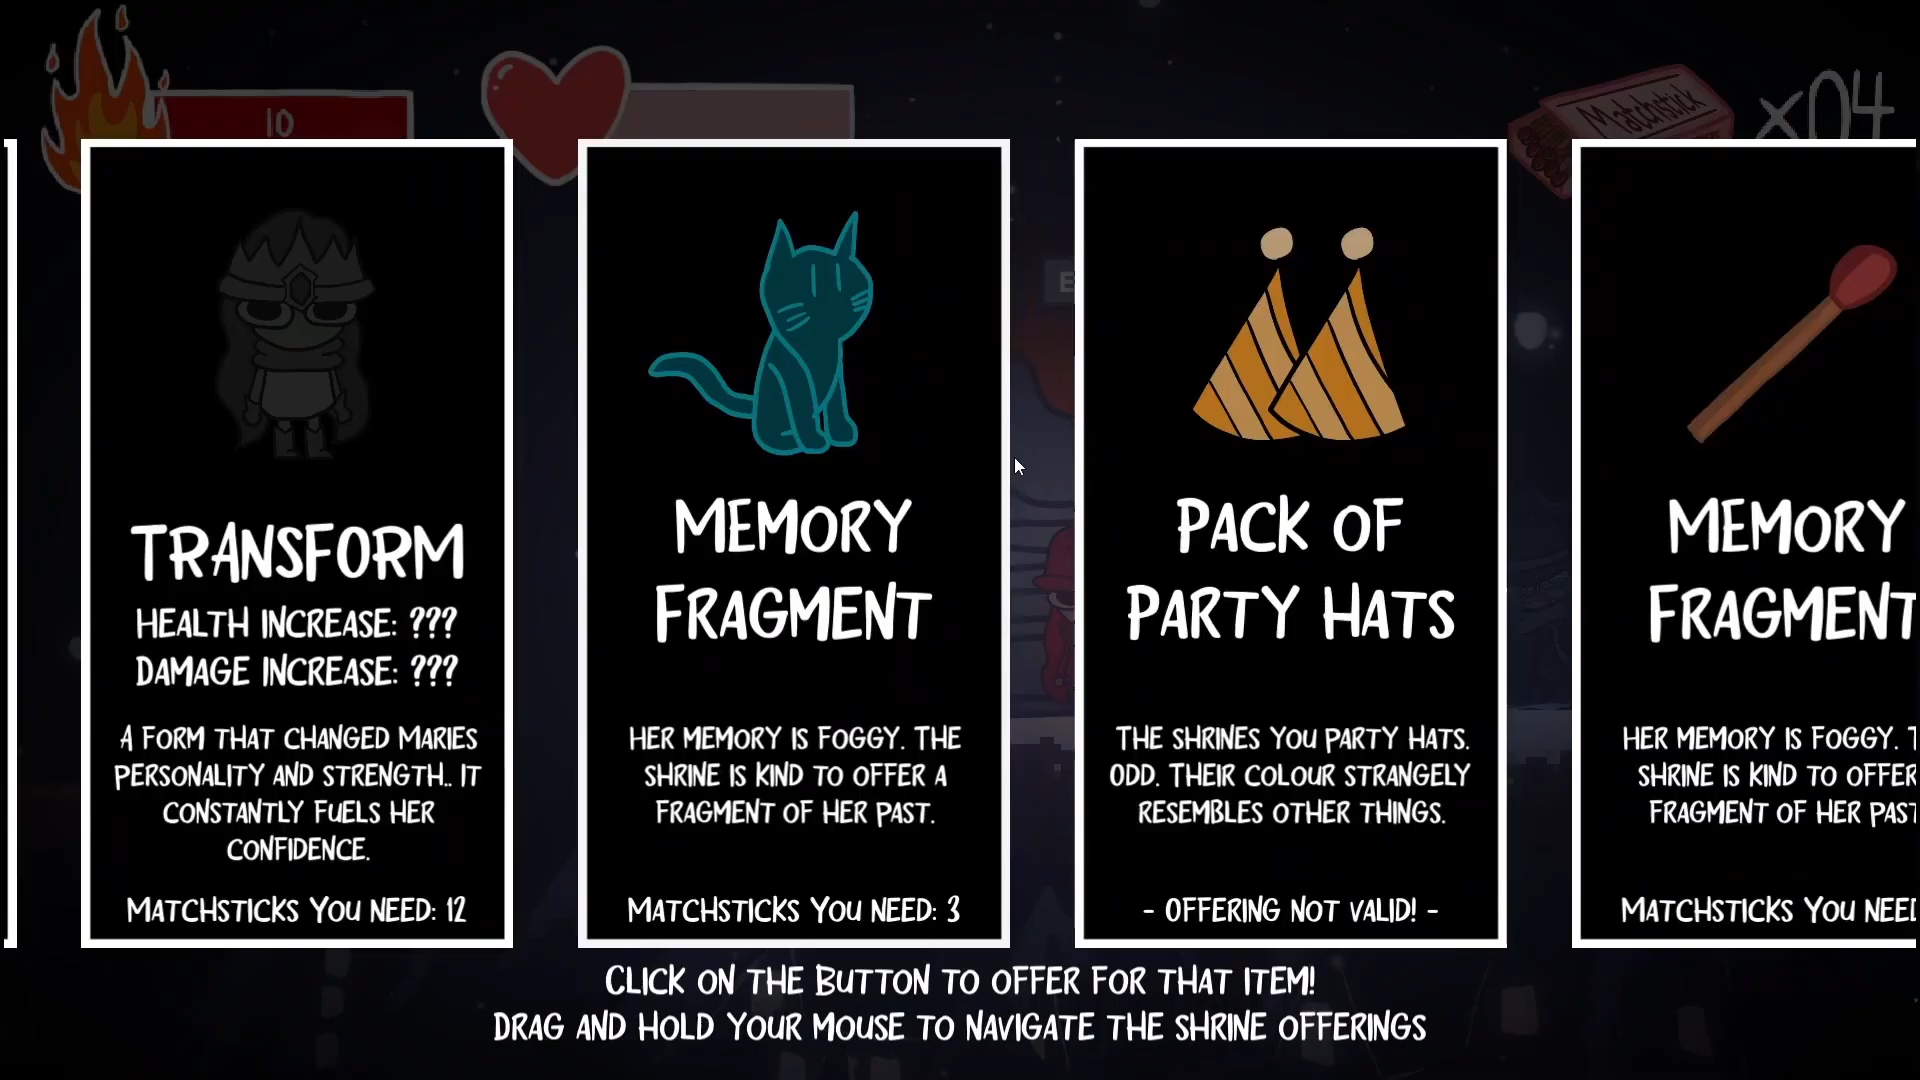 10
Matchstick
x04
E
TRANSFORM
HEALTH INCREASE: ???
DAMAGE INCREASE: ???
A FORM THAT CHANGED MARIES
PERSONALITY AND STRENGTH.. IT
CONSTANTLY FUELS HER
CONFIDENCE.
MATCHSTICKS YOU NEED: 12
MEMORY
FRAGMENT
HER MEMORY IS FOGGY. THE
SHRINE IS KIND TO OFFER A
FRAGMENT OF HER PAST.
MATCHSTICKS YOU NEED: 3
PACK OF
PARTY HATS
THE SHRINES YOU PARTY HATS.
ODD. THEIR COLOUR STRANGELY
RESEMBLES OTHER THINGS.
- OFFERING NOT VALID! -
MEMORY
FRAGMENT
HER MEMORY IS FOGGY. T
SHRINE IS KIND TO OFFER
FRAGMENT OF HER PAST
MATCHSTICKS YOU NEED
CLICK ON THE BUTTON TO OFFER FOR THAT ITEM!
DRAG AND HOLD YOUR MOUSE TO NAVIGATE THE SHRINE OFFERINGS